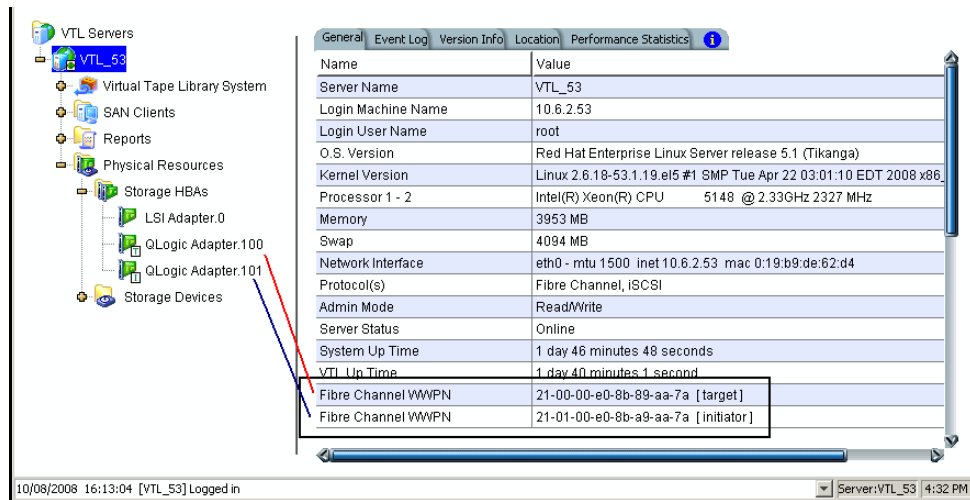 VTL Servers
VTL_53
Virtual Tape Library System
SAN Clients
Reports
Physical Resources
Storage HBAs
LSI Adapter.0
QLogic Adapter.100
QLogic Adapter.101
Storage Devices
General Event Log Version Info Location Performance Statistics
Name Value
Server Name VTL_53
Login Machine Name 10.6.2.53
Login User Name root
O.S. Version Red Hat Enterprise Linux Server release 5.1 (Tikanga)
Kernel Version Linux 2.6.18-53.1.19.el5 #1 SMP Tue Apr 22 03:01:10 EDT 2008 x86_
Processor 1 - 2 Intel(R) Xeon(R) CPU 5148 @ 2.33GHz 2327 MHz
Memory 3953 MB
Swap 4094 MB
Network Interface eth0 - mtu 1500 inet 10.6.2.53 mac 0:19:b9:de:62:d4
Protocol(s) Fibre Channel, iSCSI
Admin Mode Read/Write
Server Status Online
System Up Time 1 day 46 minutes 48 seconds
VTL Up Time 1 day 40 minutes 1 second
Fibre Channel WWPN 21-00-00-e0-8b-89-aa-7a [target]
Fibre Channel WWPN 21-01-00-e0-8b-a9-aa-7a [initiator]
10/08/2008 16:13:04 [VTL_53] Logged in Server:VTL_53 4:32 PM